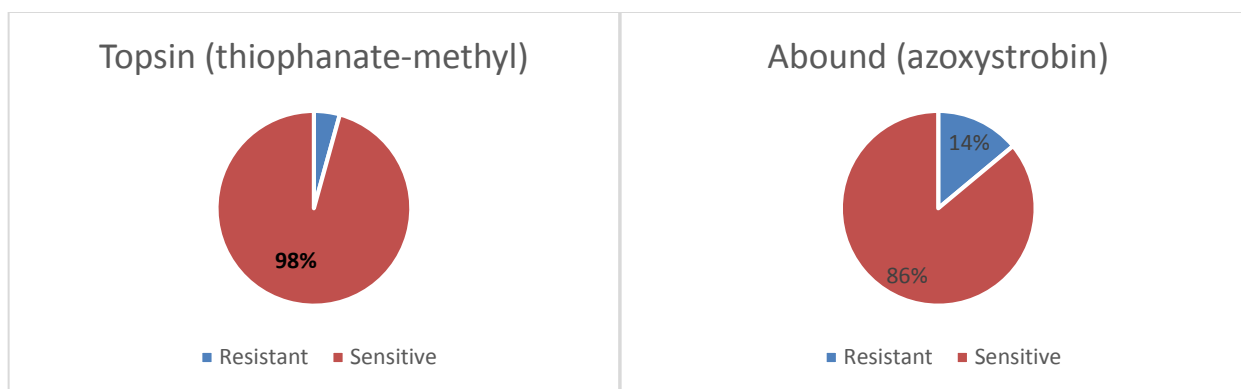 Topsin (thiophanate-methyl)
98%
Resistant Sensitive
Abound (azoxystrobin)
14%
86%
Resistant Sensitive